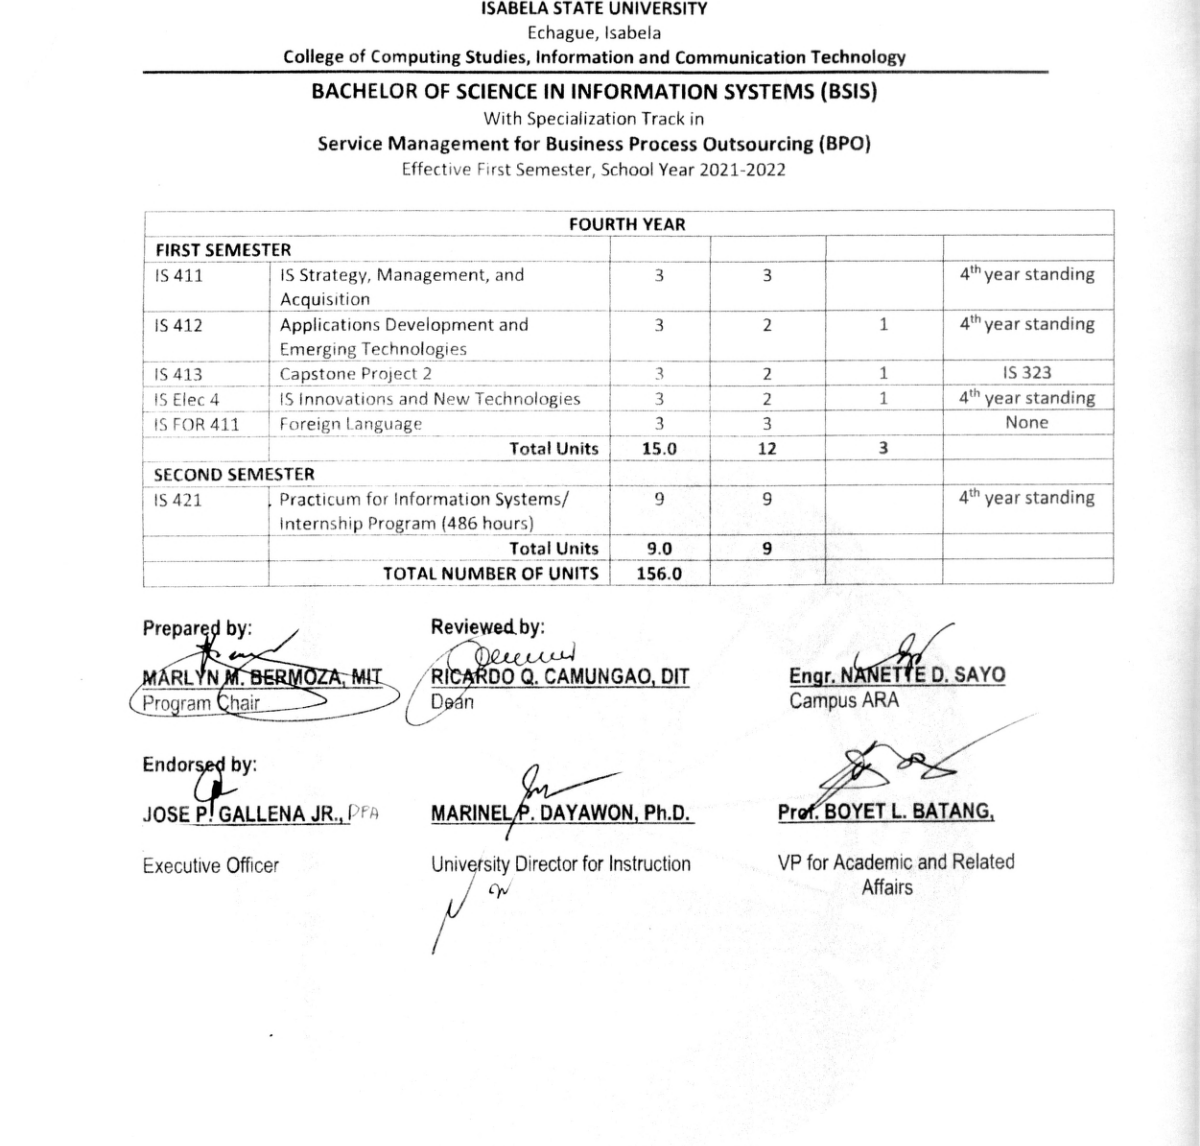 ISABELA STATE UNIVERSITY
Echague, Isabela
College of Computing Studies, Information and Communication Technology
BACHELOR OF SCIENCE IN INFORMATION SYSTEMS (BSIS)
With Specialization Track in
Service Management for Business Process Outsourcing (BPO)
Effective First Semester, School Year 2021-2022
FOURTH YEAR
FIRST SEMESTER
IS 411 IS Strategy, Management, and 3 3 4th year standing
Acquisition
IS 412 Applications Development and 3 2 1 4th year standing
Emerging Technologies
IS 413 Capstone Project 2 3 2 1 IS 323
IS Elec 4 IS Innovations and New Technologies 3 2 1 4th year standing
IS FOR 411 Foreign Language 3 3 None
Total Units 15.0 12 3
SECOND SEMESTER
IS 421 Practicum for Information Systems/ 9 9 4th year standing
Internship Program (486 hours)
Total Units 9.0 9
TOTAL NUMBER OF UNITS 156.0
Prepared by: Reviewed by:
MARLYN M. BERMOZA, MIT RICARDO Q. CAMUNGAO, DIT Engr. NANETTE D. SAYO
Program Chair Dean Campus ARA
Endorsed by:
JOSE P. GALLENA JR., DPA MARINEL P. DAYAWON, Ph.D. Prof. BOYET L. BATANG,
Executive Officer University Director for Instruction VP for Academic and Related
Affairs